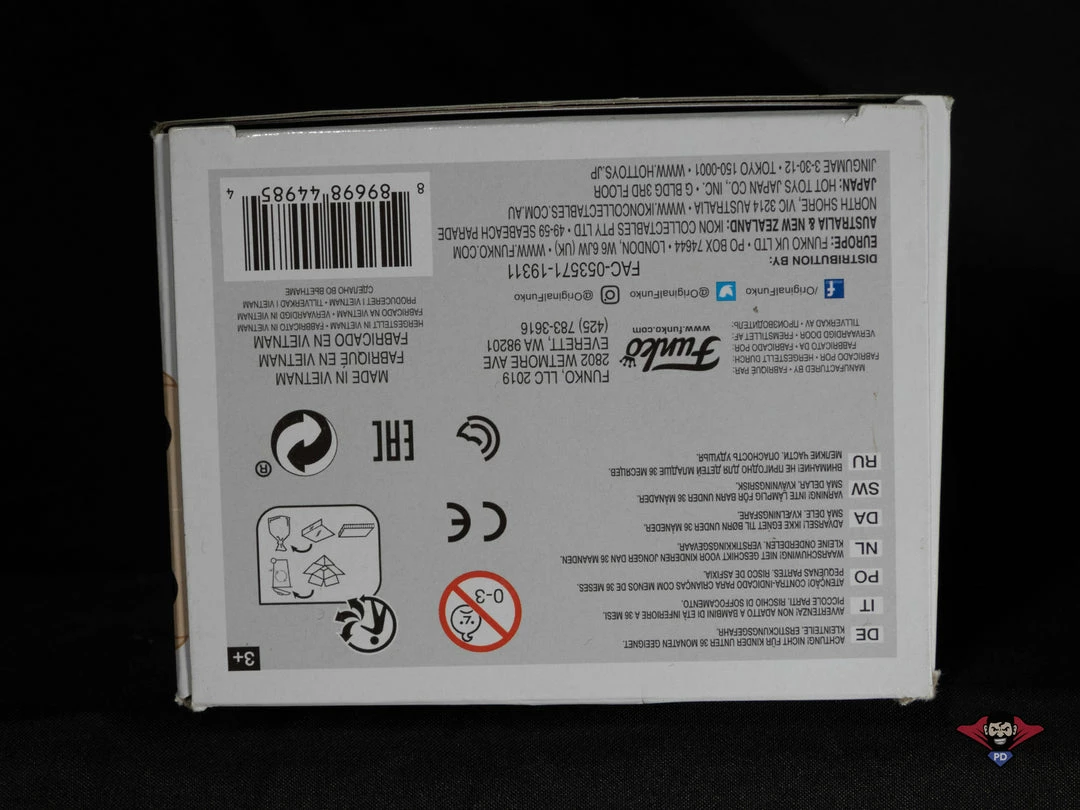 3+
DE
ACHTUNG! NICHT FÜR KINDER UNTER 36 MONATEN GEEIGNET.
KLEINTEILE. ERSTICKUNGSGEFAHR.
IT
AVVERTENZA! NON ADATTO A BAMBINI DI ETÀ INFERIORE A 36 MESI.
PICCOLE PARTI. RISCHIO DI SOFFOCAMENTO.
PO
ATENÇÃO! CONTRA-INDICADO PARA CRIANÇAS COM MENOS DE 36 MESES.
PEQUENAS PARTES. RISCO DE ASFIXIA.
NL
WAARSCHUWING! NIET GESCHIKT VOOR KINDEREN JONGER DAN 36 MAANDEN.
KLEINE ONDERDELEN. VERSTIKKINGSGEVAAR.
DA
ADVARSEL! IKKE EGNET TIL BØRN UNDER 36 MÅNEDER.
SMÅ DELE. KVÆLNINGSFARE.
SW
VARNING! INTE LÄMPLIG FÖR BARN UNDER 36 MÅNADER.
SMÅ DELAR. KVÄVNINGSRISK.
RU
ВНИМАНИЕ! НЕ ПРИГОДНО ДЛЯ ДЕТЕЙ МЛАДШЕ 36 МЕСЯЦЕВ.
МЕЛКИЕ ЧАСТИ. ОПАСНОСТЬ УДУШЬЯ.
0-3
CE
EAC
®
MANUFACTURED BY • FABRIQUÉ PAR:
FABRICADO POR • HERGESTELLT DURCH:
FABRICATO DA • FABRICADO POR:
VERVAARDIGD DOOR • FREMSTILLET AF:
TILLVERKAD AV • ПРОИЗВОДИТЕЛЬ:
Funko
www.funko.com
FUNKO, LLC 2019
2802 WETMORE AVE
EVERETT, WA 98201
(425) 783-3616
MADE IN VIETNAM
FABRIQUÉ EN VIETNAM
FABRICADO EN VIETNAM
HERGESTELLT IN VIETNAM • FABBRICATO IN VIETNAM
FABRICADO NA VIETNAM • VERVAARDIGD IN VIETNAM
PRODUCERET I VIETNAM • TILLVERKAD I VIETNAM
СДЕЛАНО ВО ВЬЕТНАМЕ
/OriginalFunko
@OriginalFunko
@OriginalFunko
FAC-053571-19311
DISTRIBUTION BY:
EUROPE: FUNKO UK LTD • PO BOX 74644 • LONDON, W6 6JW (UK) • WWW.FUNKO.COM
AUSTRALIA & NEW ZEALAND: IKON COLLECTABLES PTY LTD • 49-59 SEABEACH PARADE
NORTH SHORE, VIC 3214 AUSTRALIA • WWW.IKONCOLLECTABLES.COM.AU
JAPAN: HOT TOYS JAPAN CO., INC. • G BLDG 3RD FLOOR
JINGUMAE 3-30-12 • TOKYO 150-0001 • WWW.HOTTOYS.JP
8 89698 44985 4
PD